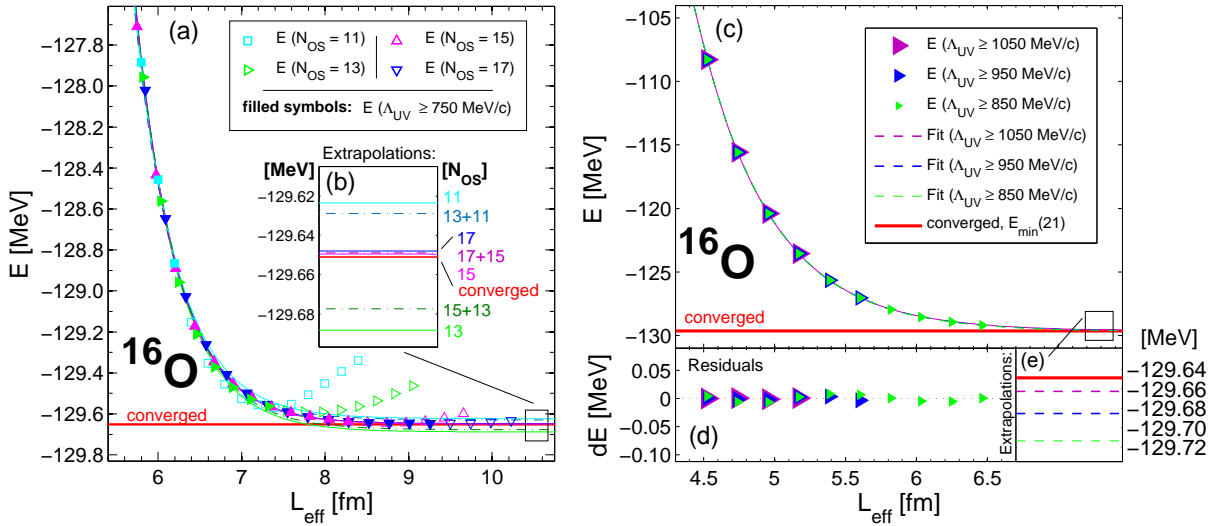 (a)
E (N_OS = 11)
E (N_OS = 15)
E (N_OS = 13)
E (N_OS = 17)
filled symbols: E (Λ_UV ≥ 750 MeV/c)
−127.8
−128
−128.2
−128.4
−128.6
−128.8
−129
−129.2
−129.4
−129.6
−129.8
E [MeV]
Extrapolations:
[MeV]
(b)
[N_OS]
−129.62
−129.64
−129.66
−129.68
11
13+11
17
17+15
15
converged
15+13
13
16O
converged
6
7
8
9
10
L_eff [fm]
(c)
E (Λ_UV ≥ 1050 MeV/c)
E (Λ_UV ≥ 950 MeV/c)
E (Λ_UV ≥ 850 MeV/c)
Fit (Λ_UV ≥ 1050 MeV/c)
Fit (Λ_UV ≥ 950 MeV/c)
Fit (Λ_UV ≥ 850 MeV/c)
converged, E_min(21)
−105
−110
−115
−120
−125
−130
E [MeV]
16O
converged
Residuals
(d)
0.05
0
−0.05
−0.10
dE [MeV]
(e)
Extrapolations:
[MeV]
−129.64
−129.66
−129.68
−129.70
−129.72
4.5
5
5.5
6
6.5
L_eff [fm]